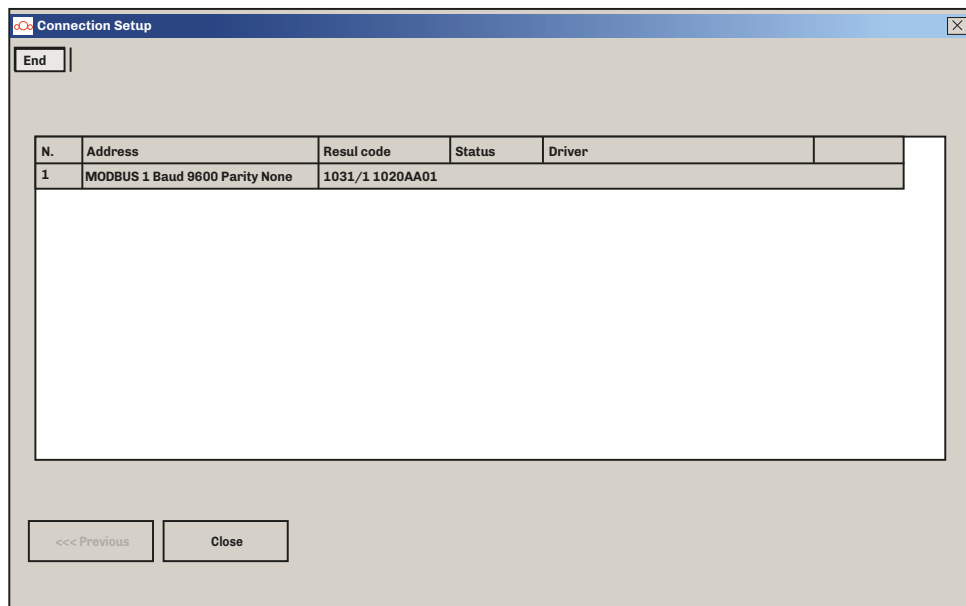 Connection Setup
End
N. Address Resul code Status Driver
1 MODBUS 1 Baud 9600 Parity None 1031/1 1020AA01
<<< Previous Close